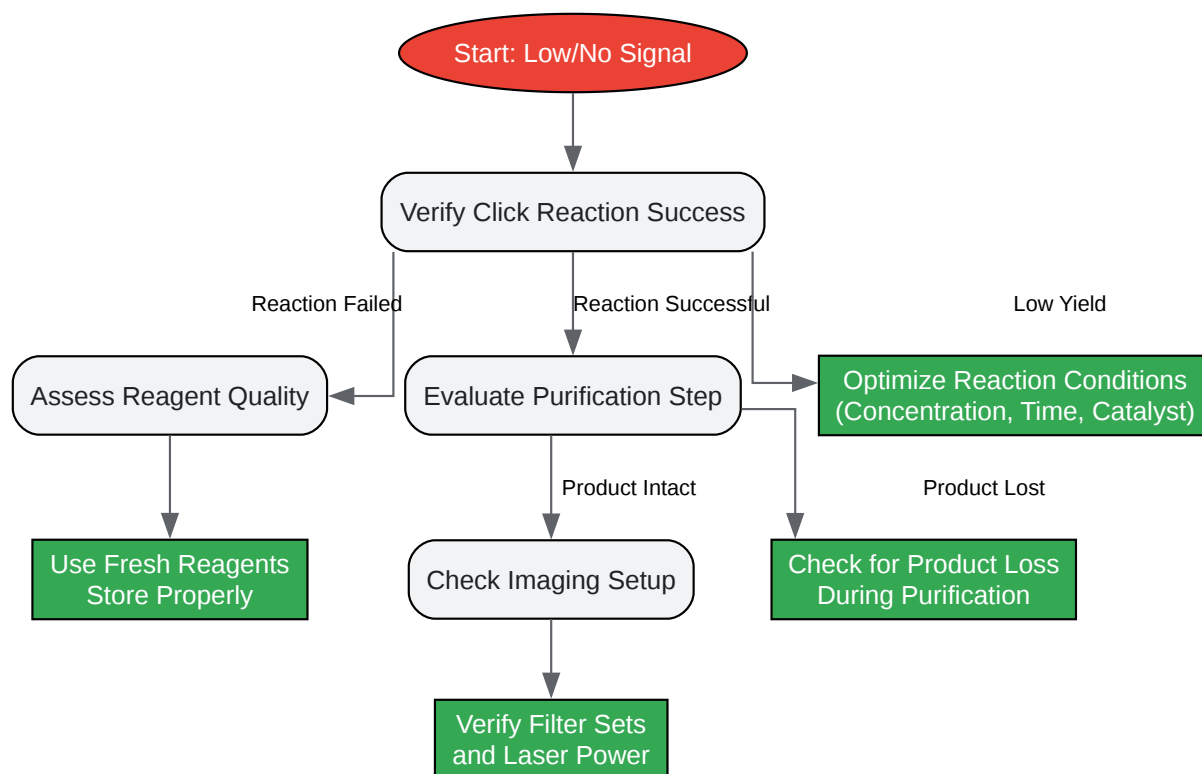 Start: Low/No Signal
Verify Click Reaction Success
Reaction Failed
Reaction Successful
Low Yield
Assess Reagent Quality
Evaluate Purification Step
Optimize Reaction Conditions
(Concentration, Time, Catalyst)
Product Intact
Product Lost
Use Fresh Reagents
Store Properly
Check Imaging Setup
Check for Product Loss
During Purification
Verify Filter Sets
and Laser Power